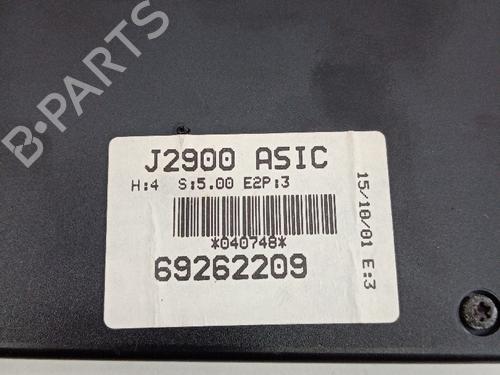 B-PARTS
J2900 ASIC
H:4 S:5.00 E2P:3
*040748*
69262209
15/10/01 E:3